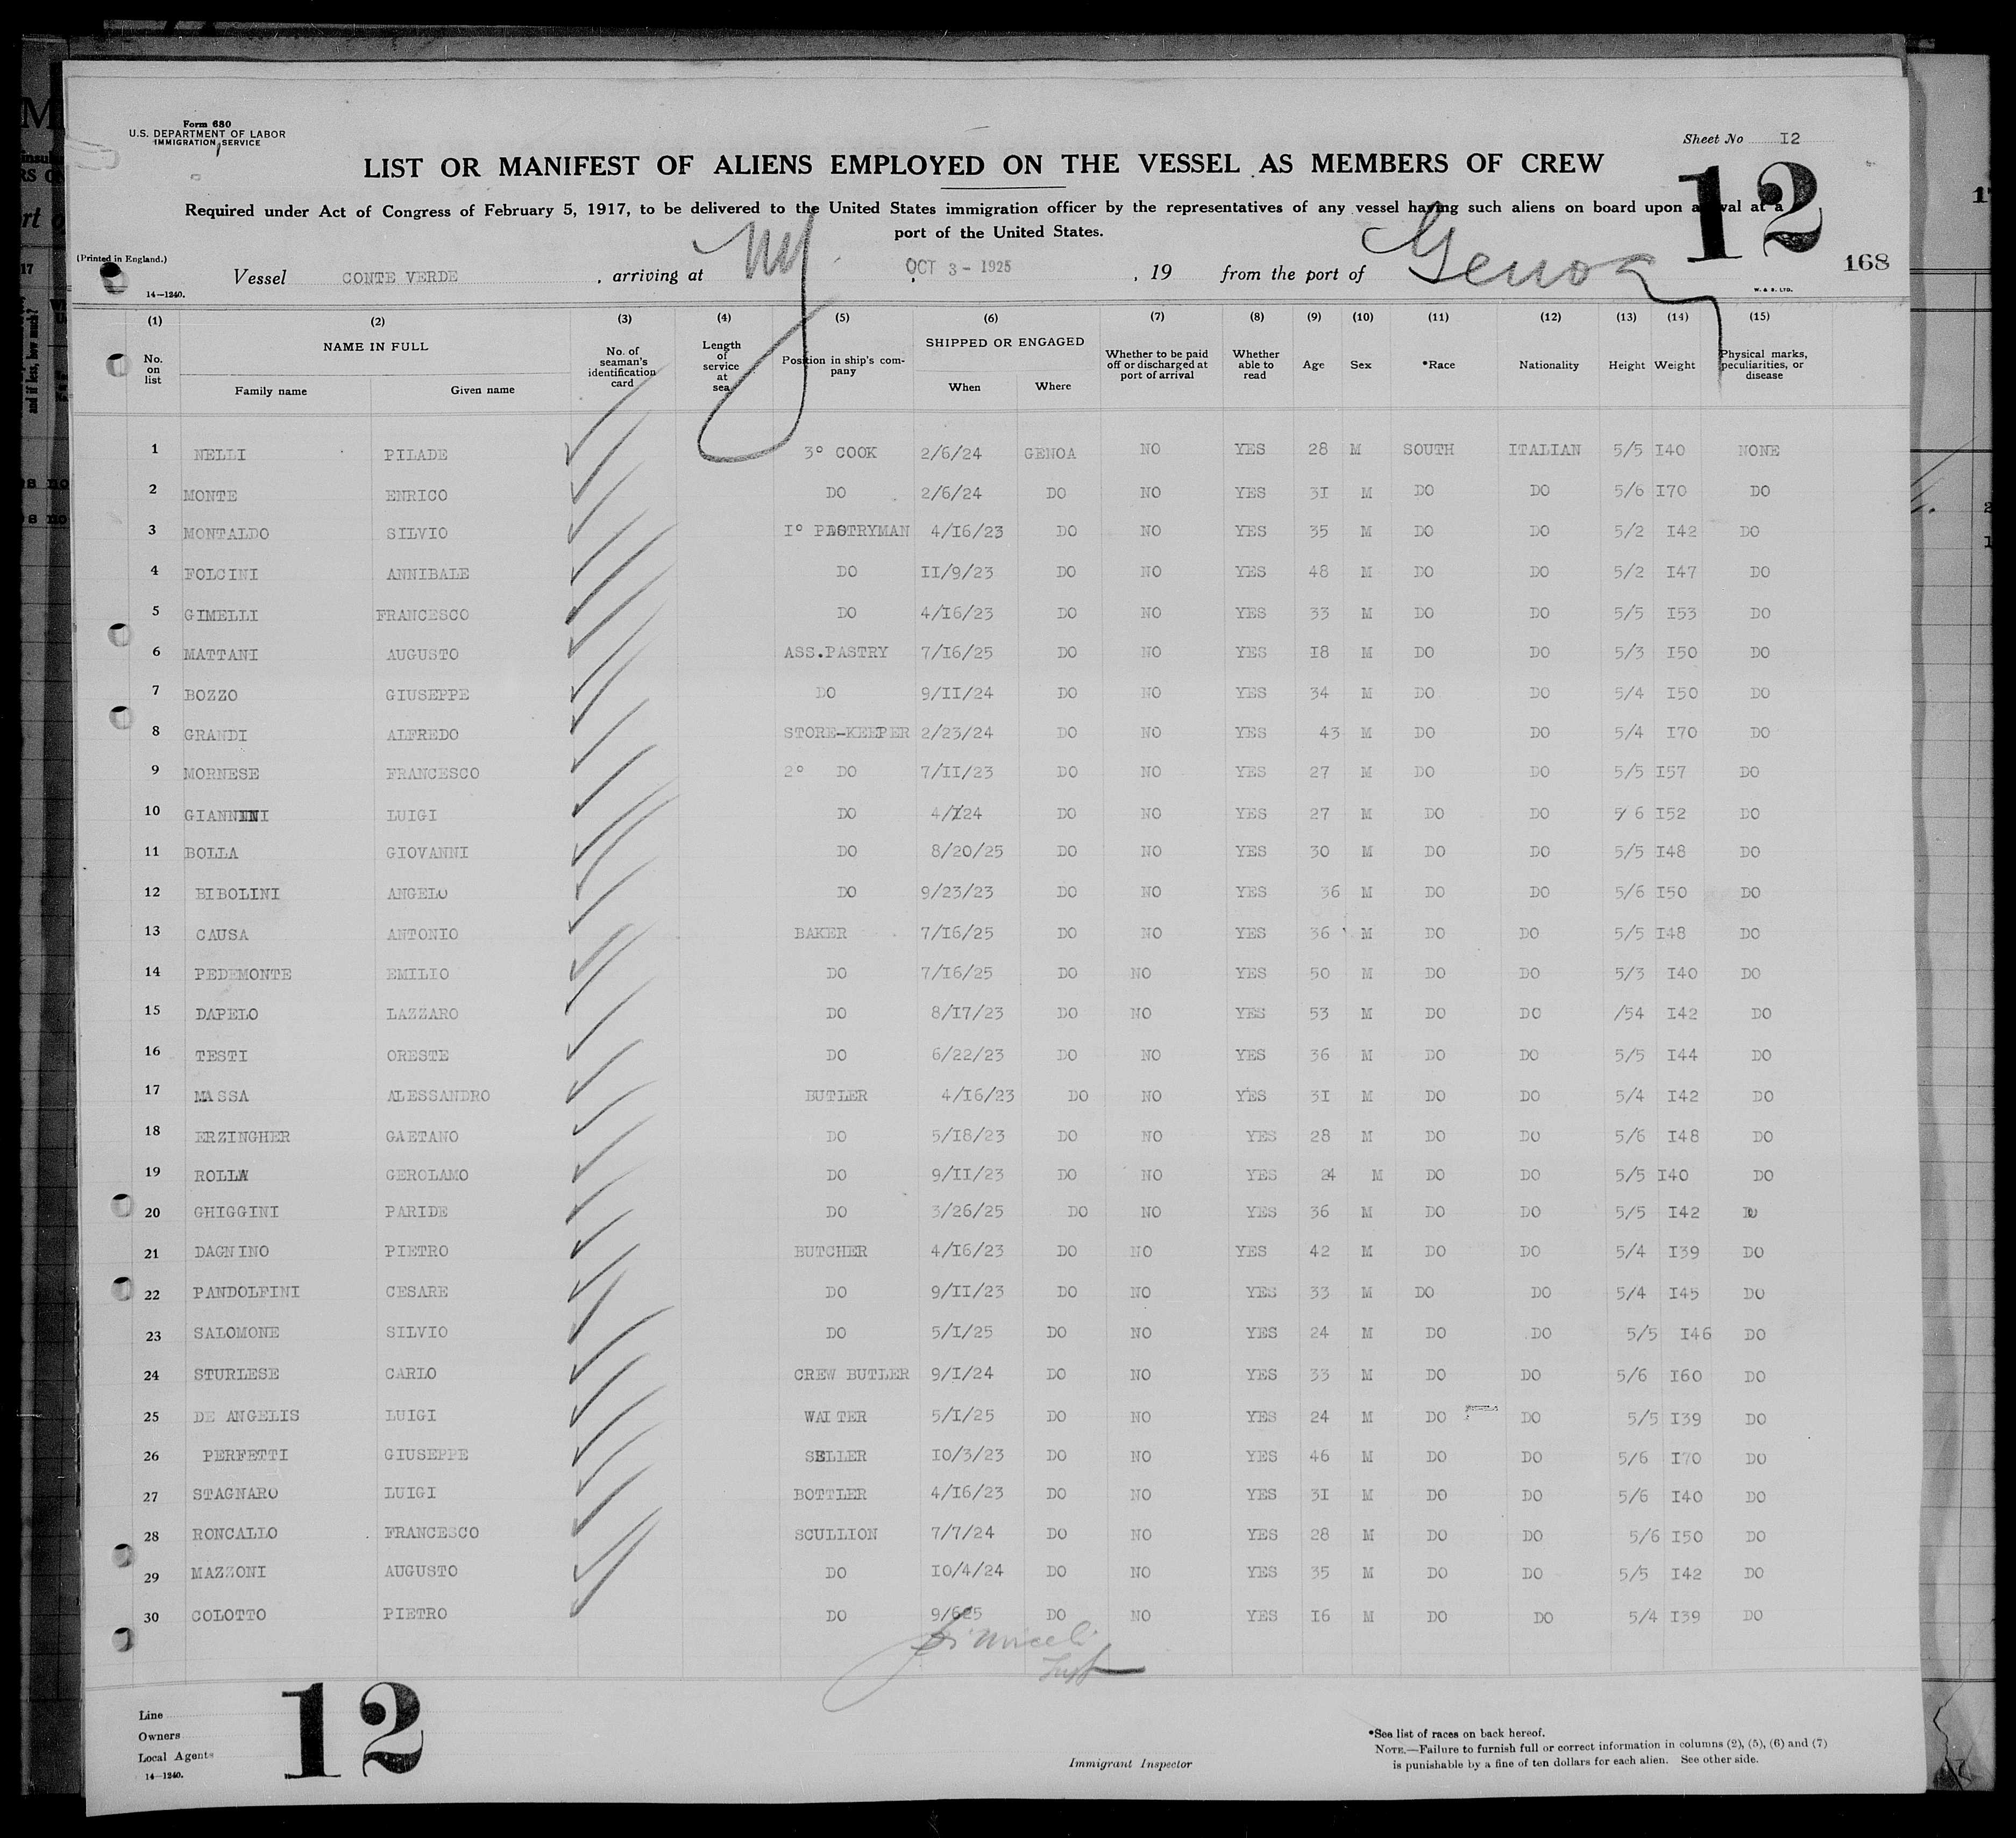 Form 680
U.S. DEPARTMENT OF LABOR
IMMIGRATION SERVICE
Sheet No I2
LIST OR MANIFEST OF ALIENS EMPLOYED ON THE VESSEL AS MEMBERS OF CREW
12
Required under Act of Congress of February 5, 1917, to be delivered to the United States immigration officer by the representatives of any vessel having such aliens on board upon arrival at a
port of the United States.
(Printed in England.)
Vessel CONTE VERDE , arriving at NY OCT 3 - 1925 , 19 from the port of Genoa
168
14—1240.
W. & S. LTD.
(1) (2) (3) (4) (5) (6) (7) (8) (9) (10) (11) (12) (13) (14) (15)
No. on list NAME IN FULL Family name Given name No. of seaman's identification card Length of service at sea Position in ship's company SHIPPED OR ENGAGED When Where Whether to be paid off or discharged at port of arrival Whether able to read Age Sex *Race Nationality Height Weight Physical marks, peculiarities, or disease
1 NELLI PILADE 3° COOK 2/6/24 GENOA NO YES 28 M SOUTH ITALIAN 5/5 I40 NONE
2 MONTE ENRICO DO 2/6/24 DO NO YES 3I M DO DO 5/6 I70 DO
3 MONTALDO SILVIO I° PASTRYMAN 4/I6/23 DO NO YES 35 M DO DO 5/2 I42 DO
4 FOLCINI ANNIBALE DO II/9/23 DO NO YES 48 M DO DO 5/2 I47 DO
5 GIMELLI FRANCESCO DO 4/I6/23 DO NO YES 33 M DO DO 5/5 I53 DO
6 MATTANI AUGUSTO ASS.PASTRY 7/I6/25 DO NO YES I8 M DO DO 5/3 I50 DO
7 BOZZO GIUSEPPE DO 9/II/24 DO NO YES 34 M DO DO 5/4 I50 DO
8 GRANDI ALFREDO STORE-KEEPER 2/23/24 DO NO YES 43 M DO DO 5/4 I70 DO
9 MORNESE FRANCESCO 2° DO 7/II/23 DO NO YES 27 M DO DO 5/5 I57 DO
10 GIANNINI LUIGI DO 4/I/24 DO NO YES 27 M DO DO 5/ 6 I52 DO
11 BOLLA GIOVANNI DO 8/20/25 DO NO YES 30 M DO DO 5/5 I48 DO
12 BIBOLINI ANGELO DO 9/23/23 DO NO YES 36 M DO DO 5/6 I50 DO
13 CAUSA ANTONIO BAKER 7/I6/25 DO NO YES 36 M DO DO 5/5 I48 DO
14 PEDEMONTE EMILIO DO 7/I6/25 DO NO YES 50 M DO DO 5/3 I40 DO
15 DAPELO LAZZARO DO 8/I7/23 DO NO YES 53 M DO DO /54 I42 DO
16 TESTI ORESTE DO 6/22/23 DO NO YES 36 M DO DO 5/5 I44 DO
17 MASSA ALESSANDRO BUTLER 4/I6/23 DO NO YES 3I M DO DO 5/4 I42 DO
18 ERZINGHER GAETANO DO 5/I8/23 DO NO YES 28 M DO DO 5/6 I48 DO
19 ROLLA GEROLAMO DO 9/II/23 DO NO YES 24 M DO DO 5/5 I40 DO
20 GHIGGINI PARIDE DO 3/26/25 DO NO YES 36 M DO DO 5/5 I42 DO
21 DAGNINO PIETRO BUTCHER 4/I6/23 DO NO YES 42 M DO DO 5/4 I39 DO
22 PANDOLFINI CESARE DO 9/II/23 DO NO YES 33 M DO DO 5/4 I45 DO
23 SALOMONE SILVIO DO 5/I/25 DO NO YES 24 M DO DO 5/5 I46 DO
24 STURLESE CARLO CREW BUTLER 9/I/24 DO NO YES 33 M DO DO 5/6 I60 DO
25 DE ANGELIS LUIGI WAITER 5/I/25 DO NO YES 24 M DO DO 5/5 I39 DO
26 PERFETTI GIUSEPPE SELLER I0/3/23 DO NO YES 46 M DO DO 5/6 I70 DO
27 STAGNARO LUIGI BOTTLER 4/I6/23 DO NO YES 3I M DO DO 5/6 I40 DO
28 RONCALLO FRANCESCO SCULLION 7/7/24 DO NO YES 28 M DO DO 5/6 I50 DO
29 MAZZONI AUGUSTO DO I0/4/24 DO NO YES 35 M DO DO 5/5 I42 DO
30 COLOTTO PIETRO DO DO NO YES I6 M DO DO 5/4 I39 DO
Line
Owners
Local Agents
14—1240.
12
Immigrant Inspector
*See list of races on back hereof.
NOTE.—Failure to furnish full or correct information in columns (2), (5), (6) and (7)
is punishable by a fine of ten dollars for each alien. See other side.